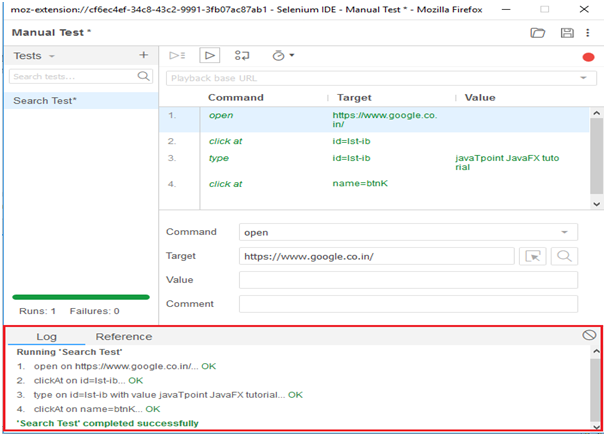 moz-extension://cf6ec4ef-34c8-43c2-9991-3fb07ac87ab1 - Selenium IDE - Manual Test * - Mozilla Firefox
Manual Test *
Tests
Search tests...
Search Test*
Runs: 1 Failures: 0
Playback base URL
Command Target Value
1. open https://www.google.co.
in/
2. click at id=lst-ib
3. type id=lst-ib javaTpoint JavaFX tuto
rial
4. click at name=btnK
Command open
Target https://www.google.co.in/
Value
Comment
Log Reference
Running 'Search Test'
1. open on https://www.google.co.in/... OK
2. clickAt on id=lst-ib... OK
3. type on id=lst-ib with value javaTpoint JavaFX tutorial... OK
4. clickAt on name=btnK... OK
'Search Test' completed successfully